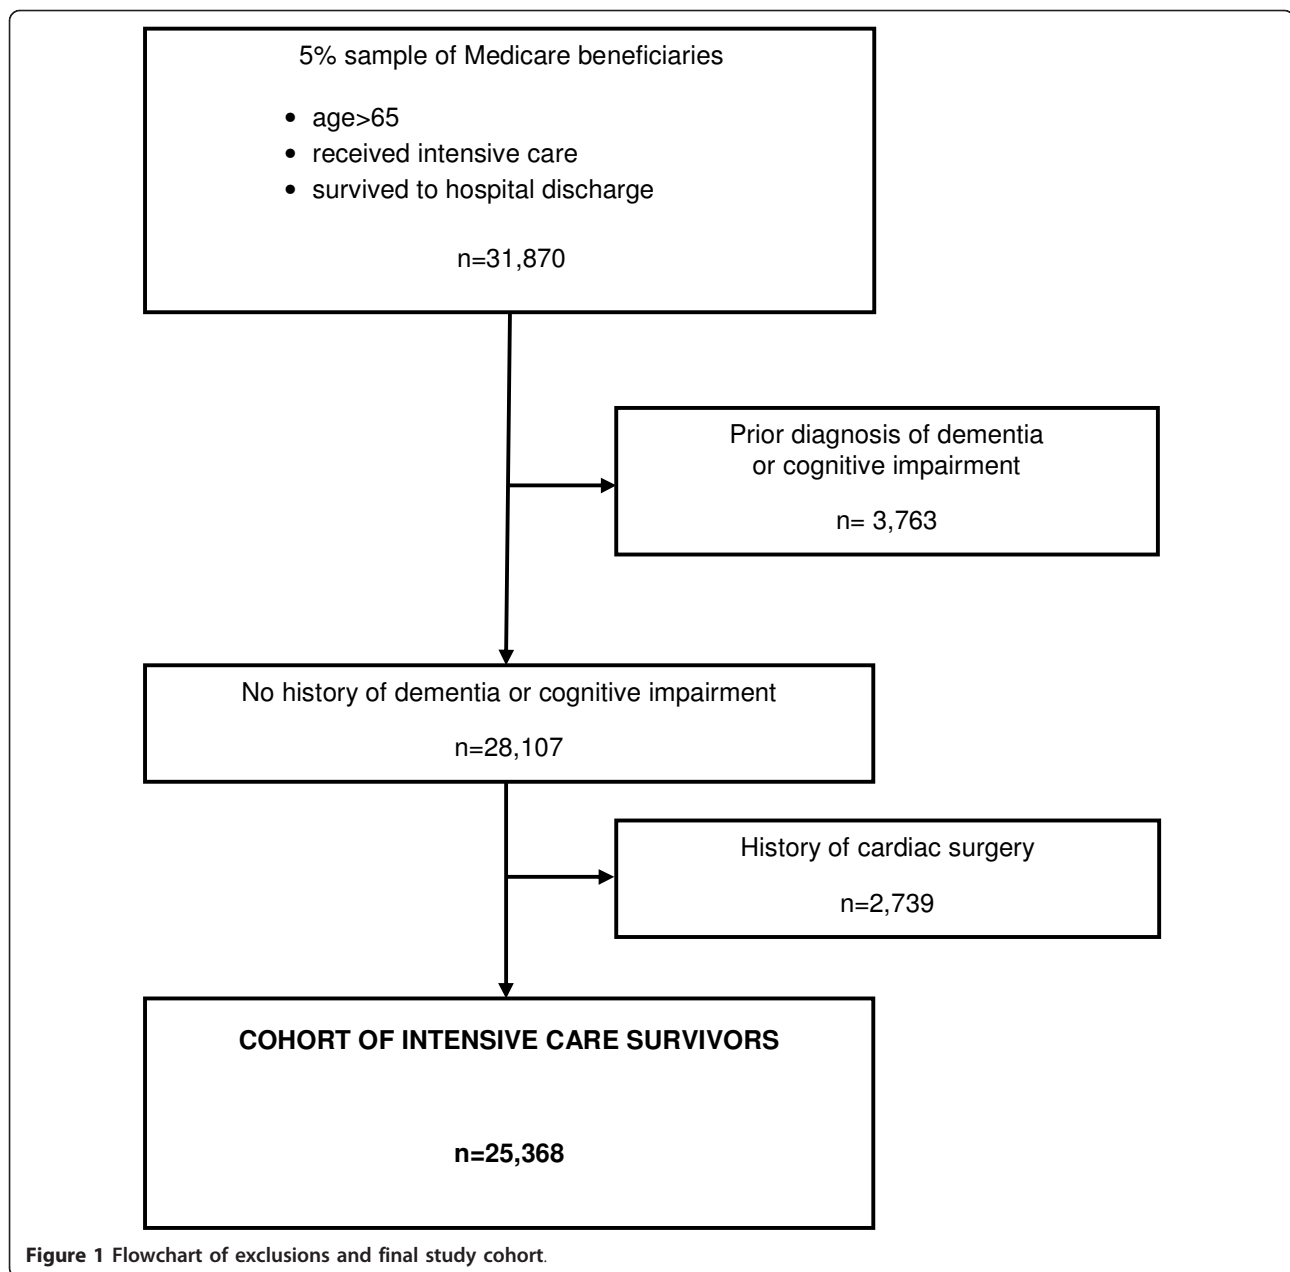 5% sample of Medicare beneficiaries
• age>65
• received intensive care
• survived to hospital discharge
n=31,870
Prior diagnosis of dementia
or cognitive impairment
n= 3,763
No history of dementia or cognitive impairment
n=28,107
History of cardiac surgery
n=2,739
COHORT OF INTENSIVE CARE SURVIVORS
n=25,368
Figure 1 Flowchart of exclusions and final study cohort.